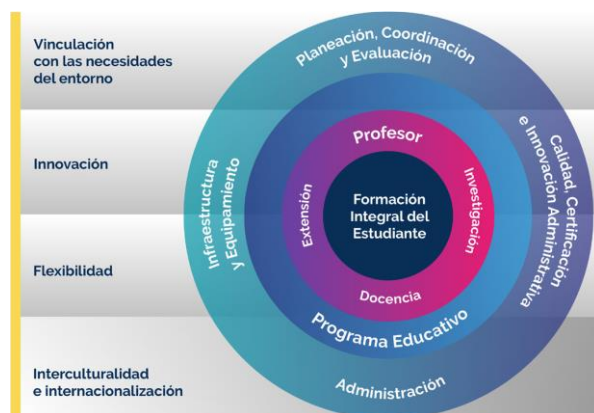 Vinculación
con las necesidades
del entorno
Innovación
Flexibilidad
Interculturalidad
e internacionalización
Planeación, Coordinación
y Evaluación
Calidad, Certificación
e Innovación Administrativa
Infraestructura
y Equipamiento
Administración
Programa Educativo
Profesor
Investigación
Extensión
Docencia
Formación
Integral del
Estudiante